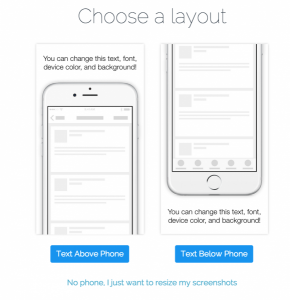 Choose a layout
You can change this text, font,
device color, and background!
You can change this text, font,
device color, and background!
Text Above Phone
Text Below Phone
No phone, I just want to resize my screenshots